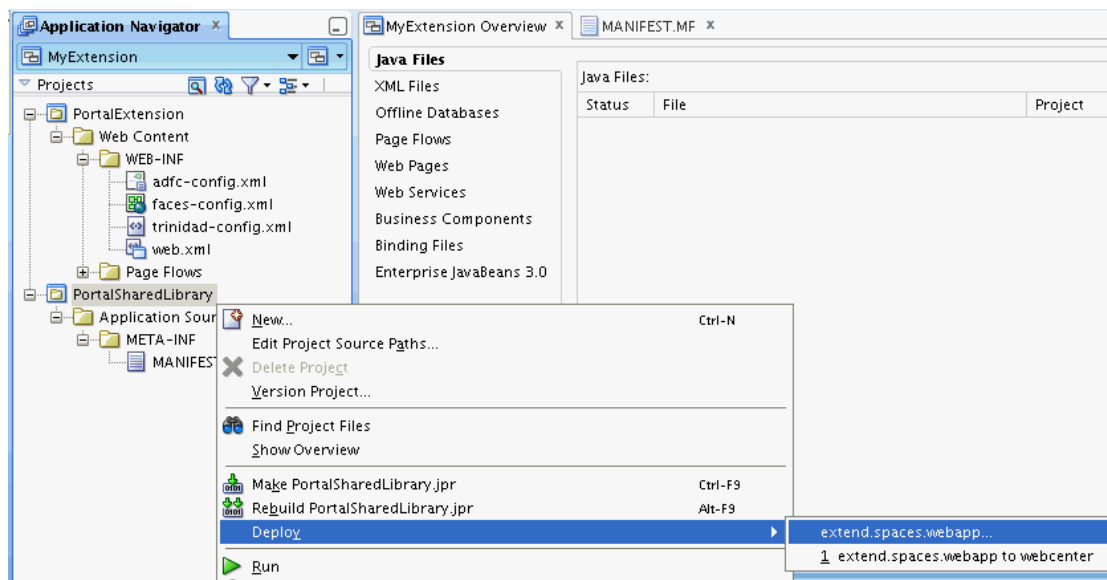 Application Navigator
MyExtension
Projects
PortalExtension
Web Content
WEB-INF
adfc-config.xml
faces-config.xml
trinidad-config.xml
web.xml
Page Flows
PortalSharedLibrary
Application Sour
META-INF
MANIFEST
MyExtension Overview
MANIFEST.MF
Java Files
XML Files
Offline Databases
Page Flows
Web Pages
Web Services
Business Components
Binding Files
Enterprise JavaBeans 3.0
Java Files:
Status File Project
New... Ctrl-N
Edit Project Source Paths...
Delete Project
Version Project...
Find Project Files
Show Overview
Make PortalSharedLibrary.jpr Ctrl-F9
Rebuild PortalSharedLibrary.jpr Alt-F9
Deploy
Run
extend.spaces.webapp...
1 extend.spaces.webapp to webcenter